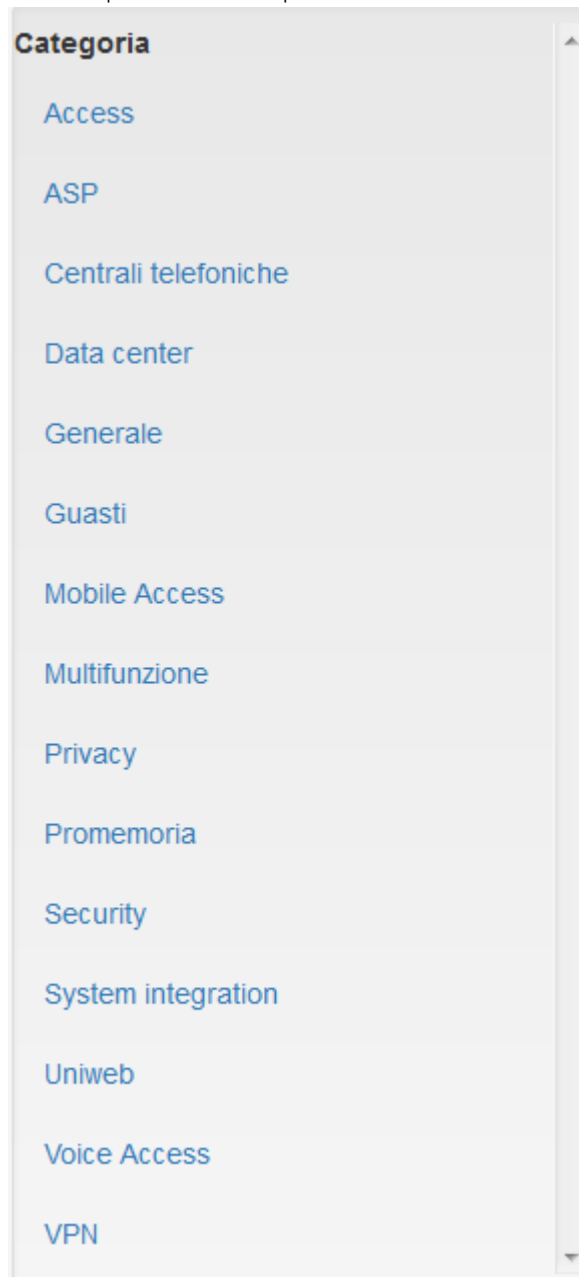 Categoria
Access
ASP
Centrali telefoniche
Data center
Generale
Guasti
Mobile Access
Multifunzione
Privacy
Promemoria
Security
System integration
Uniweb
Voice Access
VPN